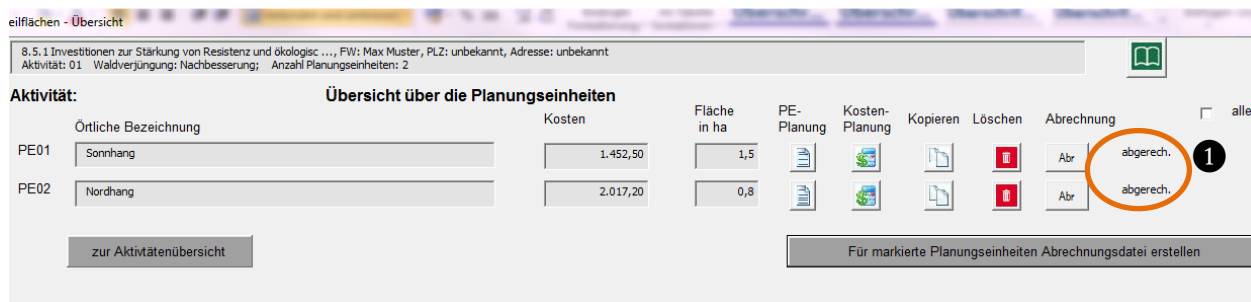 eilflächen - Übersicht
8.5.1 Investitionen zur Stärkung von Resistenz und ökologisc ..., FW: Max Muster, PLZ: unbekannt, Adresse: unbekannt
Aktivität: 01 Waldverjüngung: Nachbesserung; Anzahl Planungseinheiten: 2
Aktivität: Übersicht über die Planungseinheiten
Örtliche Bezeichnung Kosten Fläche in ha PE-Planung Kosten-Planung Kopieren Löschen Abrechnung alle
PE01 Sonnhang 1.452,50 1,5 Abr abgerech. 1
PE02 Nordhang 2.017,20 0,8 Abr abgerech.
zur Aktivtätenübersicht Für markierte Planungseinheiten Abrechnungsdatei erstellen